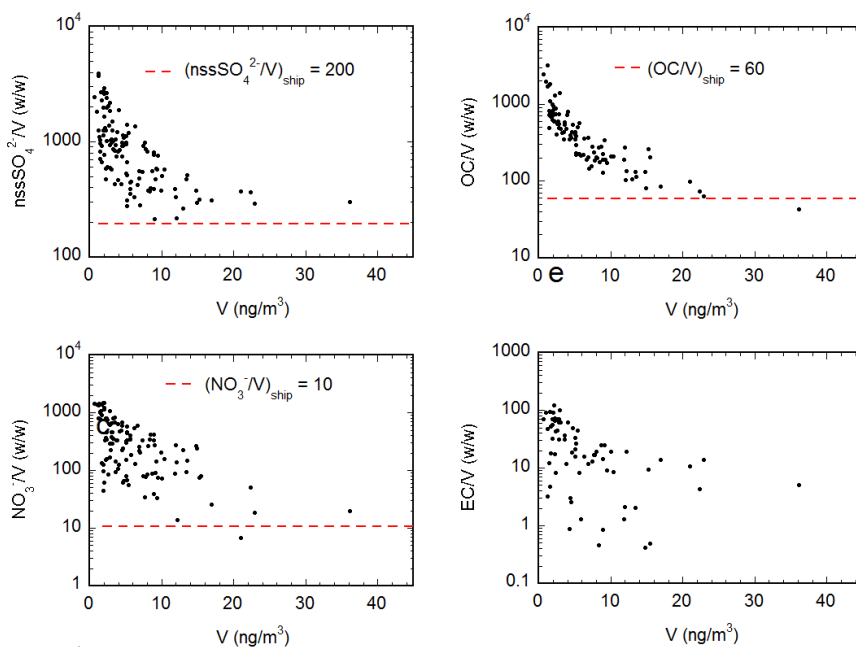 10⁴
nssSO₄²⁻/V (w/w)
1000
100
(nssSO₄²⁻/V)ship = 200
0 10 20 30 40
V (ng/m³)
10⁴
OC/V (w/w)
1000
100
10
(OC/V)ship = 60
e
0 10 20 30 40
V (ng/m³)
10⁴
NO₃⁻/V (w/w)
1000
100
10
1
(NO₃⁻/V)ship = 10
c
0 10 20 30 40
V (ng/m³)
1000
EC/V (w/w)
100
10
1
0.1
0 10 20 30 40
V (ng/m³)